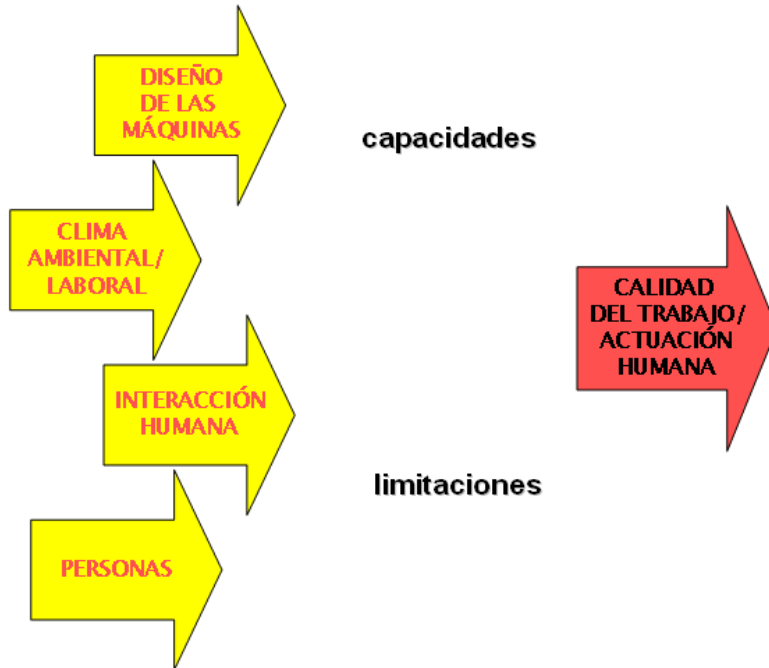 DISEÑO
DE LAS
MÁQUINAS
capacidades
CLIMA
AMBIENTAL/
LABORAL
CALIDAD
DEL TRABAJO/
ACTUACIÓN
HUMANA
INTERACCIÓN
HUMANA
limitaciones
PERSONAS